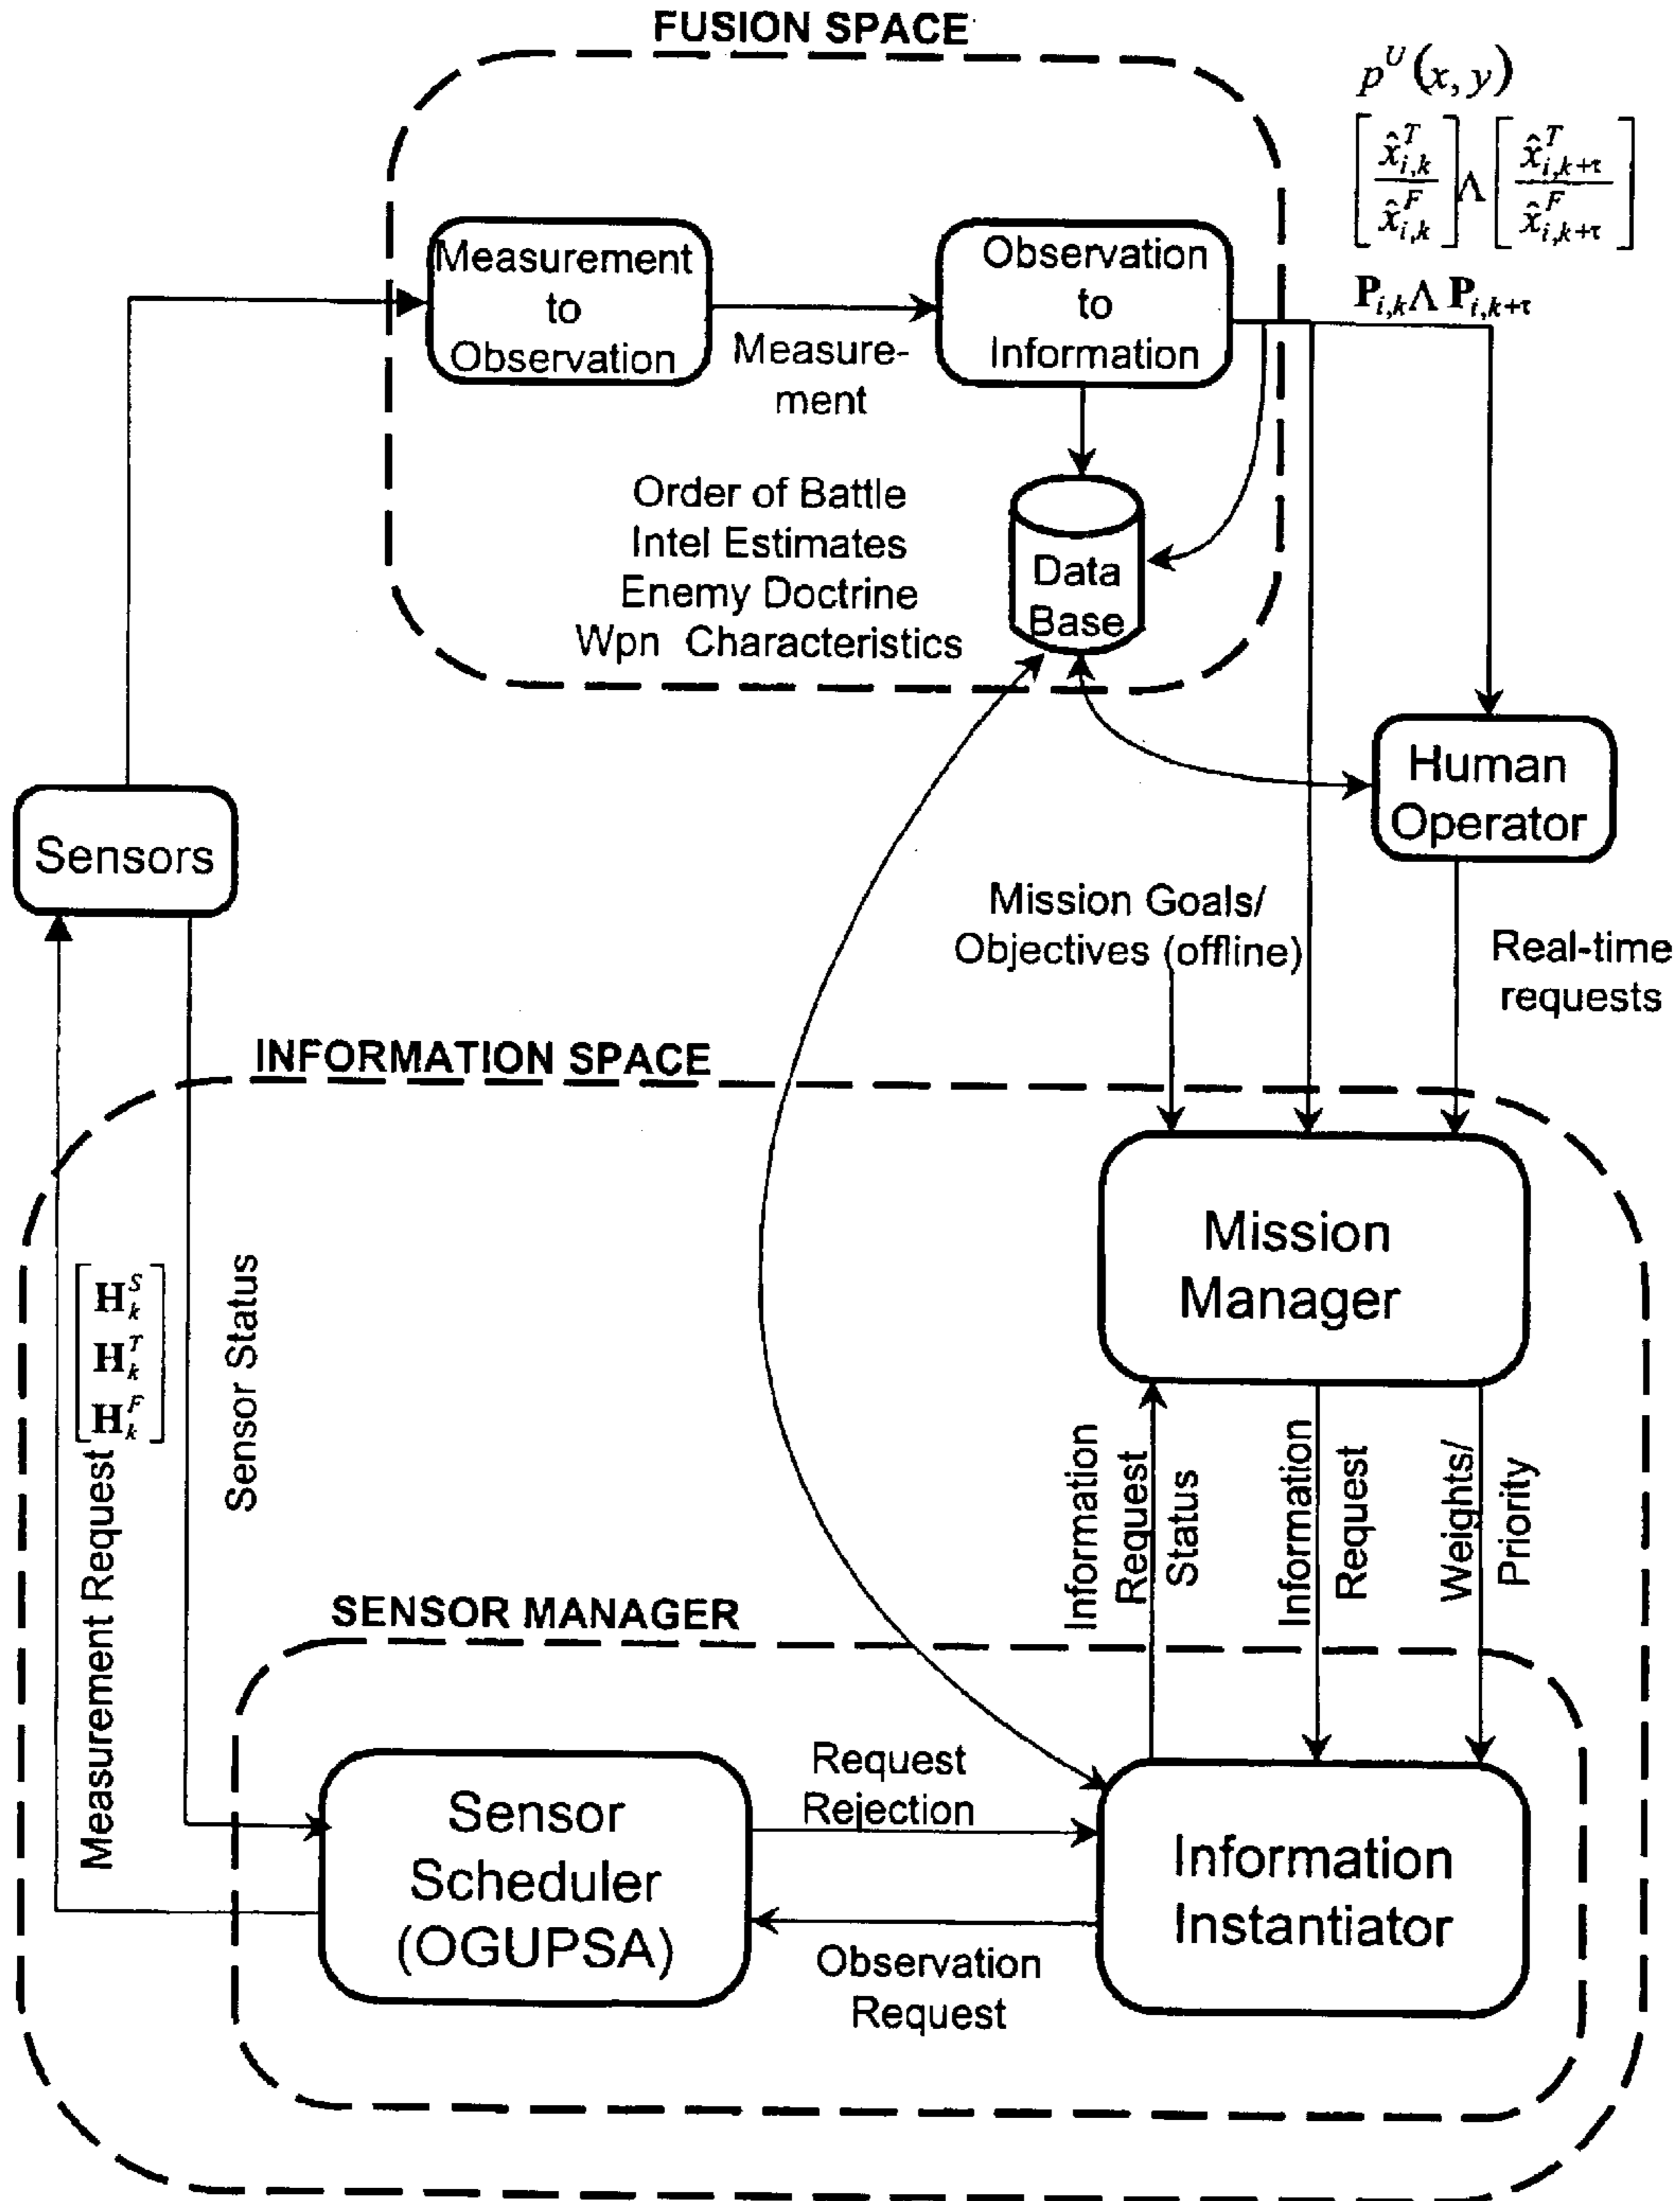 FUSION SPACE
p^U(x, y)
[x̂^T_{i,k} / x̂^F_{i,k}] Λ [x̂^T_{i,k+τ} / x̂^F_{i,k+τ}]
P_{i,k} Λ P_{i,k+τ}
Measurement
to
Observation
Measure-
ment
Observation
to
Information
Order of Battle
Intel Estimates
Enemy Doctrine
Wpn Characteristics
Data
Base
Human
Operator
Sensors
Mission Goals/
Objectives (offline)
Real-time
requests
INFORMATION SPACE
Mission
Manager
[H^S_k
H^T_k
H^F_k]
Measurement Request
Sensor Status
Information
Request
Status
Information
Request
Weights/
Priority
SENSOR MANAGER
Sensor
Scheduler
(OGUPSA)
Request
Rejection
Observation
Request
Information
Instantiator